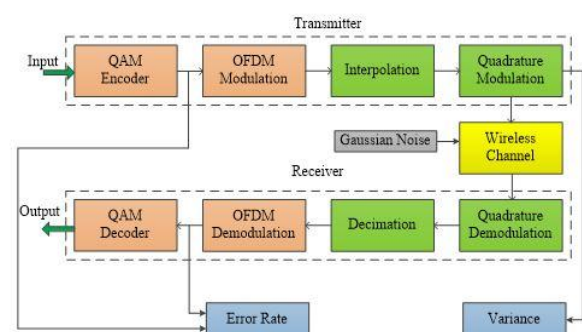 Transmitter
Input
QAM
Encoder
OFDM
Modulation
Interpolation
Quadrature
Modulation
Gaussian Noise
Wireless
Channel
Receiver
Output
QAM
Decoder
OFDM
Demodulation
Decimation
Quadrature
Demodulation
Error Rate
Variance